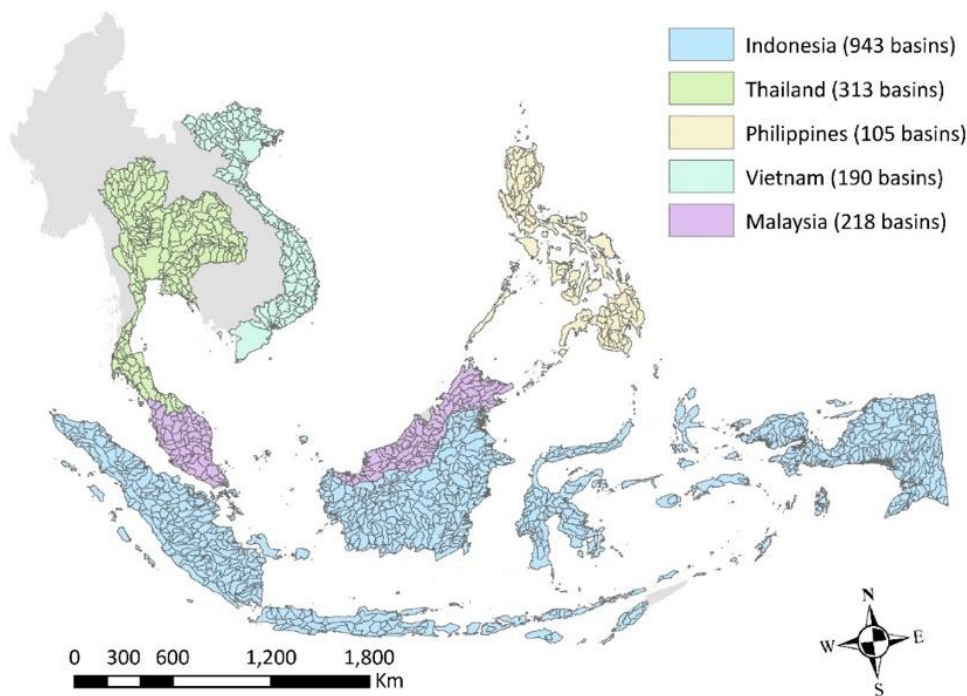 Indonesia (943 basins)
Thailand (313 basins)
Philippines (105 basins)
Vietnam (190 basins)
Malaysia (218 basins)
N
W E
S
0 300 600 1,200 1,800
Km